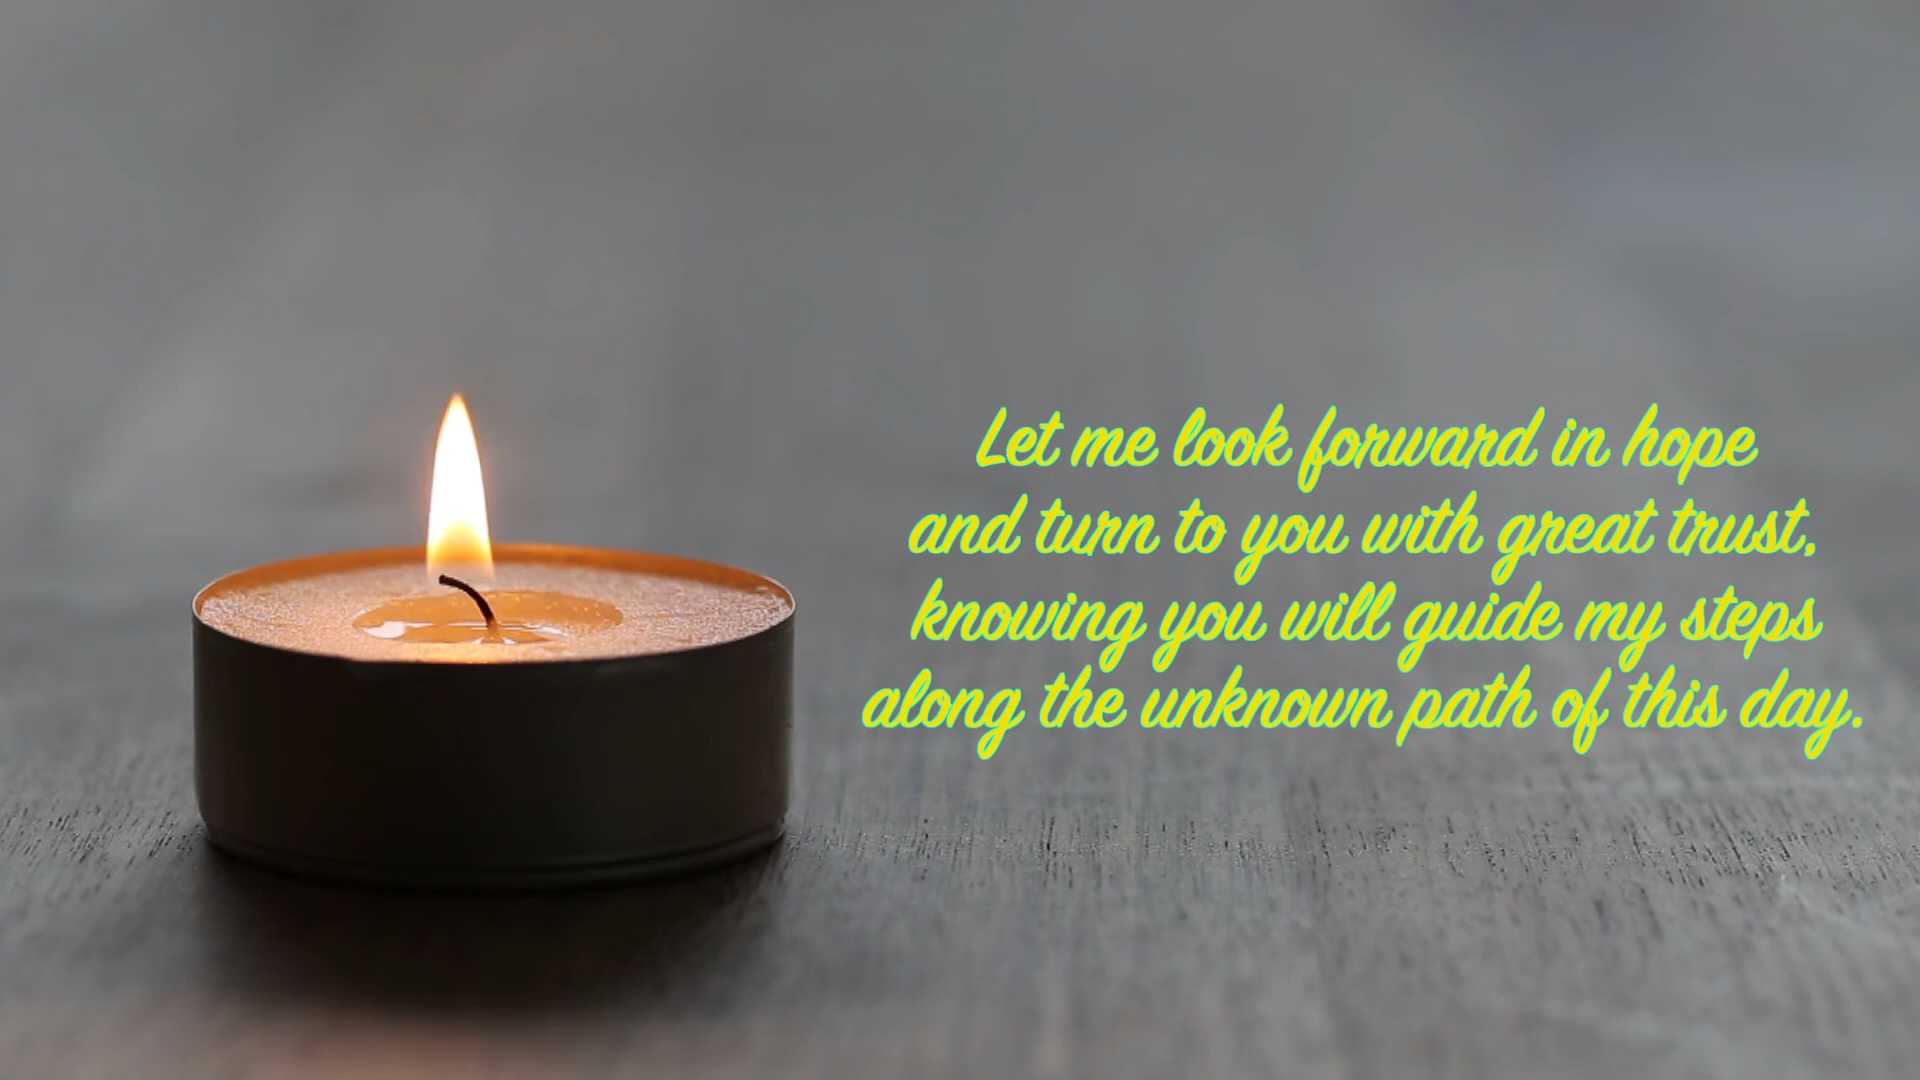 Let me look forward in hope
and turn to you with great trust,
knowing you will guide my steps
along the unknown path of this day.